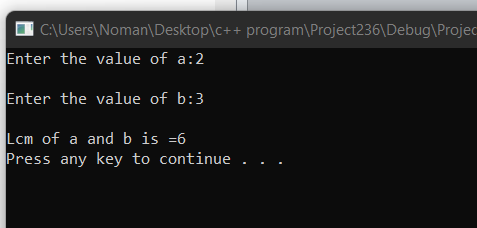 C:\Users\Noman\Desktop\c++ program\Project236\Debug\Projec
Enter the value of a:2
Enter the value of b:3
Lcm of a and b is =6
Press any key to continue . . .